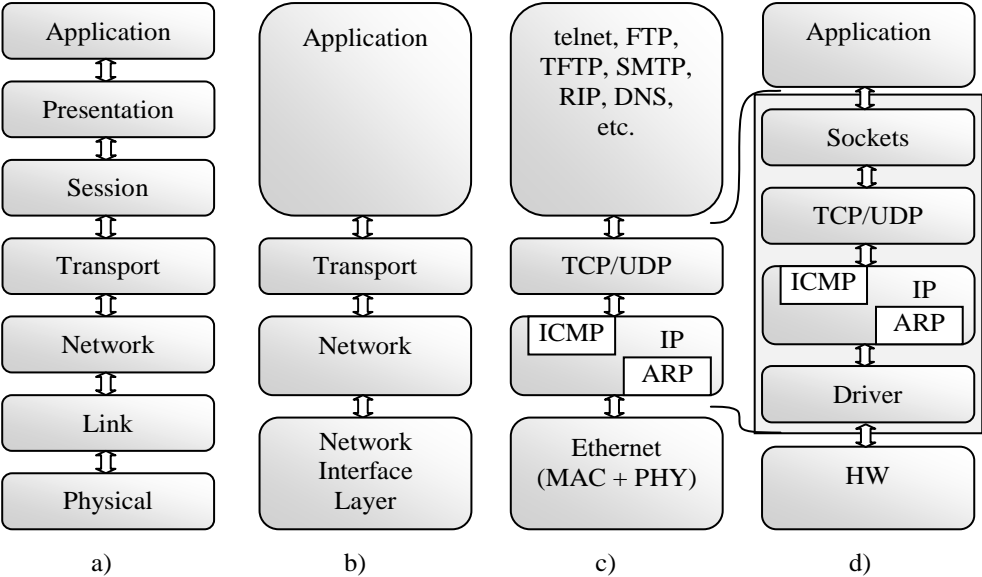 Application
Presentation
Session
Transport
Network
Link
Physical
a)
Application
Transport
Network
Network
Interface
Layer
b)
telnet, FTP,
TFTP, SMTP,
RIP, DNS,
etc.
TCP/UDP
ICMP
IP
ARP
Ethernet
(MAC + PHY)
c)
Application
Sockets
TCP/UDP
ICMP
IP
ARP
Driver
HW
d)